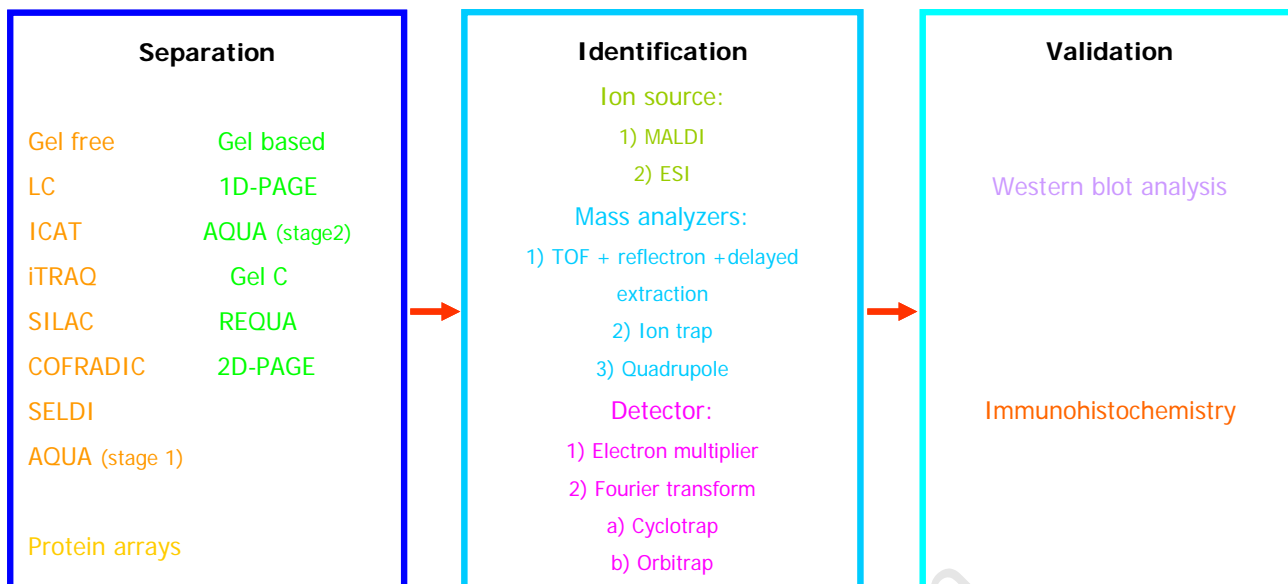 Separation
Gel free Gel based
LC 1D-PAGE
ICAT AQUA (stage2)
iTRAQ Gel C
SILAC REQUA
COFRADIC 2D-PAGE
SELDI
AQUA (stage 1)
Protein arrays
Identification
Ion source:
1) MALDI
2) ESI
Mass analyzers:
1) TOF + reflectron +delayed
extraction
2) Ion trap
3) Quadrupole
Detector:
1) Electron multiplier
2) Fourier transform
a) Cyclotrap
b) Orbitrap
Validation
Western blot analysis
Immunohistochemistry